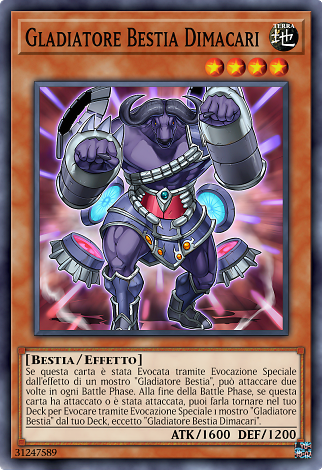 Gladiatore Bestia Dimacari
TERRA
地
[Bestia/Effetto]
Se questa carta è stata Evocata tramite Evocazione Speciale
dall'effetto di un mostro "Gladiatore Bestia", può attaccare due
volte in ogni Battle Phase. Alla fine della Battle Phase, se questa
carta ha attaccato o è stata attaccata, puoi farla tornare nel tuo
Deck per Evocare tramite Evocazione Speciale 1 mostro "Gladiatore
Bestia" dal tuo Deck, eccetto "Gladiatore Bestia Dimacari".
ATK/1600 DEF/1200
31247589